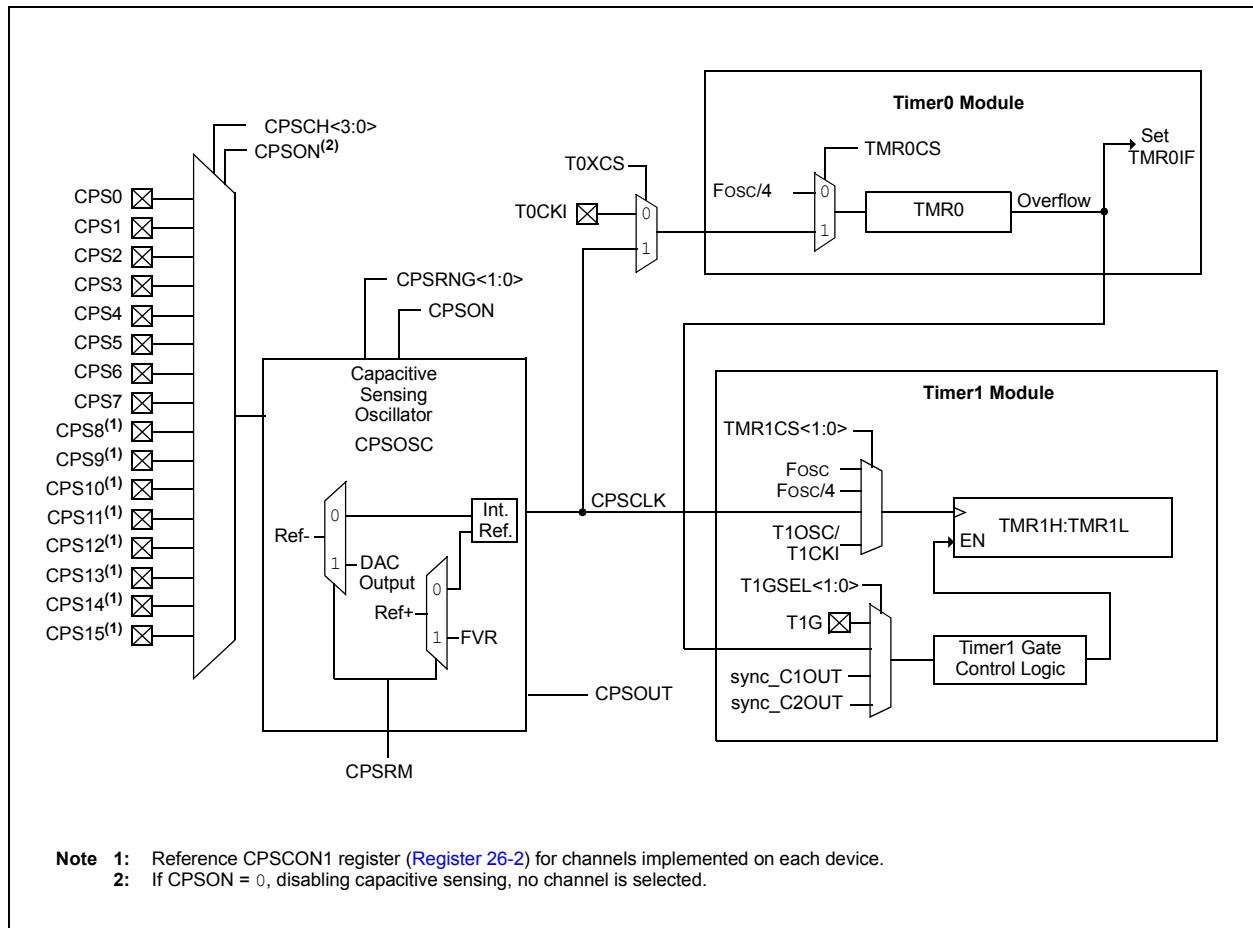 CPSCH<3:0>
CPSON(2)
CPS0
CPS1
CPS2
CPS3
CPS4
CPS5
CPS6
CPS7
CPS8(1)
CPS9(1)
CPS10(1)
CPS11(1)
CPS12(1)
CPS13(1)
CPS14(1)
CPS15(1)
CPSRNG<1:0>
CPSON
Capacitive
Sensing
Oscillator
CPSOSC
0
Ref-
1
DAC
Output
Int.
Ref.
0
Ref+
1
FVR
CPSRM
CPSCLK
CPSOUT
T0XCS
T0CKI
0
1
Timer0 Module
TMR0CS
FOSC/4
0
1
TMR0
Overflow
Set
TMR0IF
Timer1 Module
TMR1CS<1:0>
FOSC
FOSC/4
T1OSC/
T1CKI
TMR1H:TMR1L
EN
T1GSEL<1:0>
T1G
sync_C1OUT
sync_C2OUT
Timer1 Gate
Control Logic
Note 1: Reference CPSCON1 register (Register 26-2) for channels implemented on each device.
2: If CPSON = 0, disabling capacitive sensing, no channel is selected.